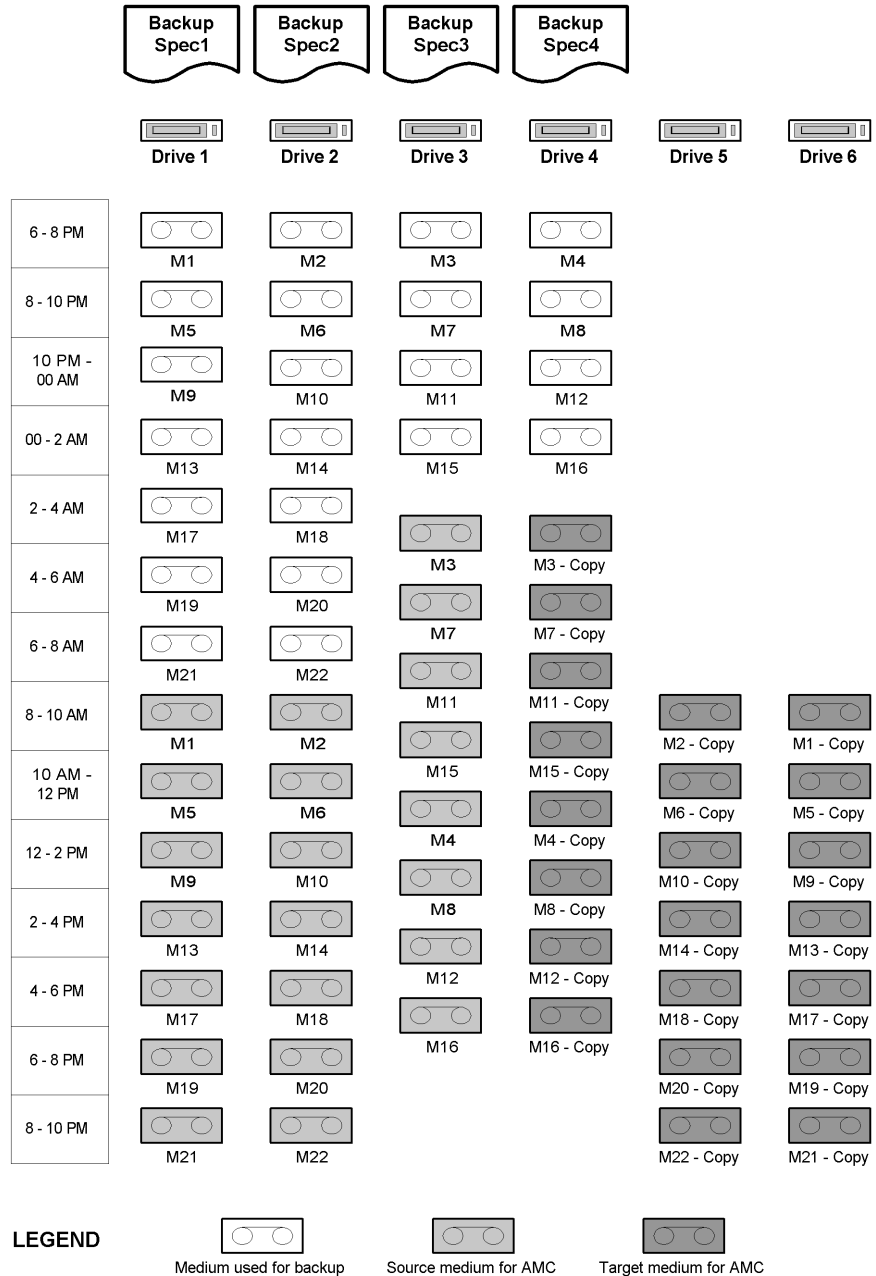 Backup Spec1
Backup Spec2
Backup Spec3
Backup Spec4
Drive 1
Drive 2
Drive 3
Drive 4
Drive 5
Drive 6
6 - 8 PM
M1
M2
M3
M4
8 - 10 PM
M5
M6
M7
M8
10 PM -
00 AM
M9
M10
M11
M12
00 - 2 AM
M13
M14
M15
M16
2 - 4 AM
M17
M18
M3
M3 - Copy
4 - 6 AM
M19
M20
M7
M7 - Copy
6 - 8 AM
M21
M22
M11
M11 - Copy
8 - 10 AM
M1
M2
M15
M15 - Copy
M2 - Copy
M1 - Copy
10 AM -
12 PM
M5
M6
M4
M4 - Copy
M6 - Copy
M5 - Copy
12 - 2 PM
M9
M10
M8
M8 - Copy
M10 - Copy
M9 - Copy
2 - 4 PM
M13
M14
M12
M12 - Copy
M14 - Copy
M13 - Copy
4 - 6 PM
M17
M18
M16
M16 - Copy
M18 - Copy
M17 - Copy
6 - 8 PM
M19
M20
M20 - Copy
M19 - Copy
8 - 10 PM
M21
M22
M22 - Copy
M21 - Copy
LEGEND
Medium used for backup
Source medium for AMC
Target medium for AMC